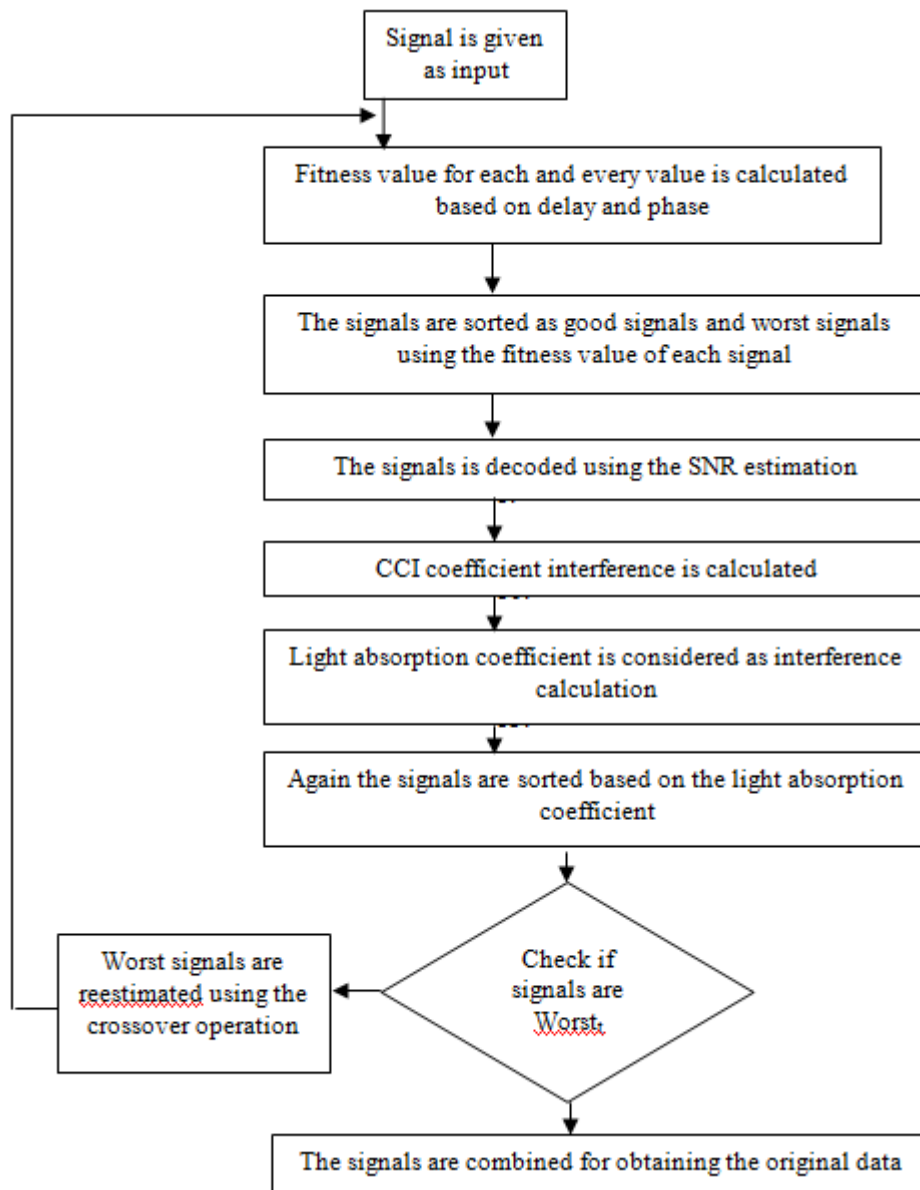 Signal is given
as input
Fitness value for each and every value is calculated
based on delay and phase
The signals are sorted as good signals and worst signals
using the fitness value of each signal
The signals is decoded using the SNR estimation
CCI coefficient interference is calculated
Light absorption coefficient is considered as interference
calculation
Again the signals are sorted based on the light absorption
coefficient
Check if
signals are
Worst,
Worst signals are
reestimated using the
crossover operation
The signals are combined for obtaining the original data